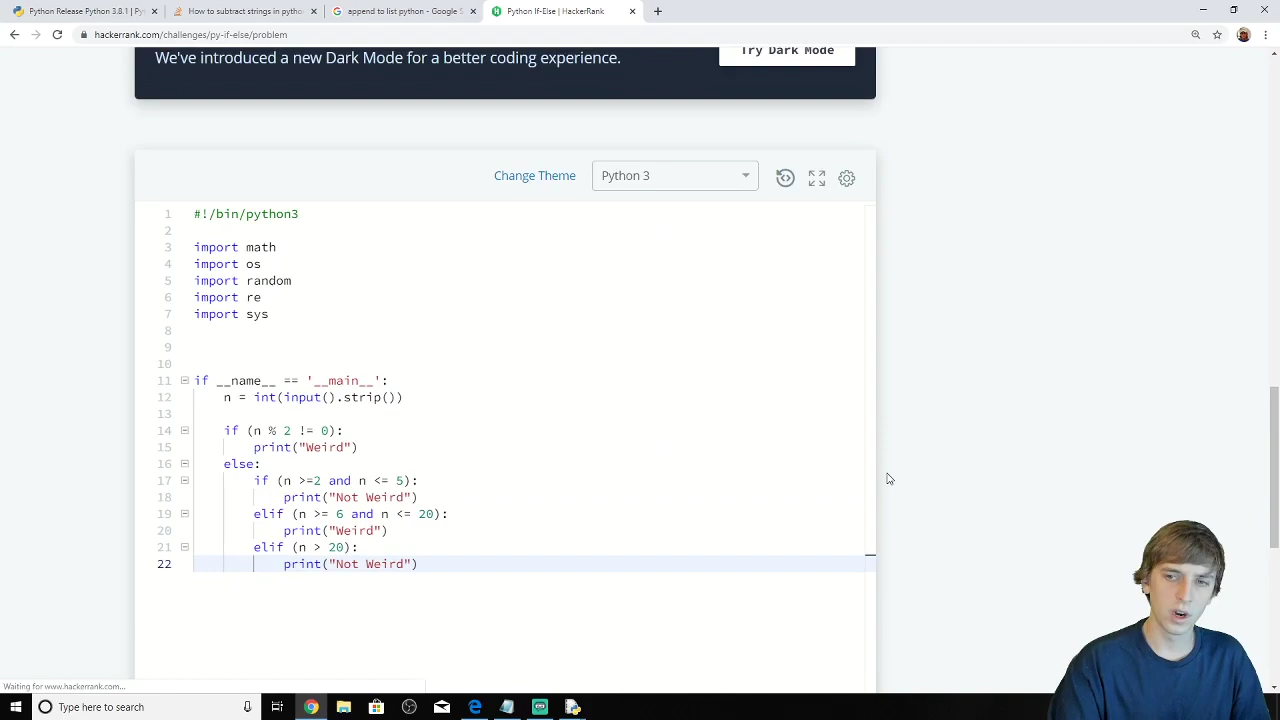 Python Release Python 3.8.1 | Py
How to subtract strings in pytho
append to list python - Google S
Python If-Else | HackerRank
hackerrank.com/challenges/py-if-else/problem
We've introduced a new Dark Mode for a better coding experience.
Try Dark Mode
Change Theme
Python 3
1 #!/bin/python3
2
3 import math
4 import os
5 import random
6 import re
7 import sys
8
9
10
11 if __name__ == '__main__':
12 n = int(input().strip())
13
14 if (n % 2 != 0):
15 print("Weird")
16 else:
17 if (n >=2 and n <= 5):
18 print("Not Weird")
19 elif (n >= 6 and n <= 20):
20 print("Weird")
21 elif (n > 20):
22 print("Not Weird")
Waiting for www.hackerrank.com...
Type here to search